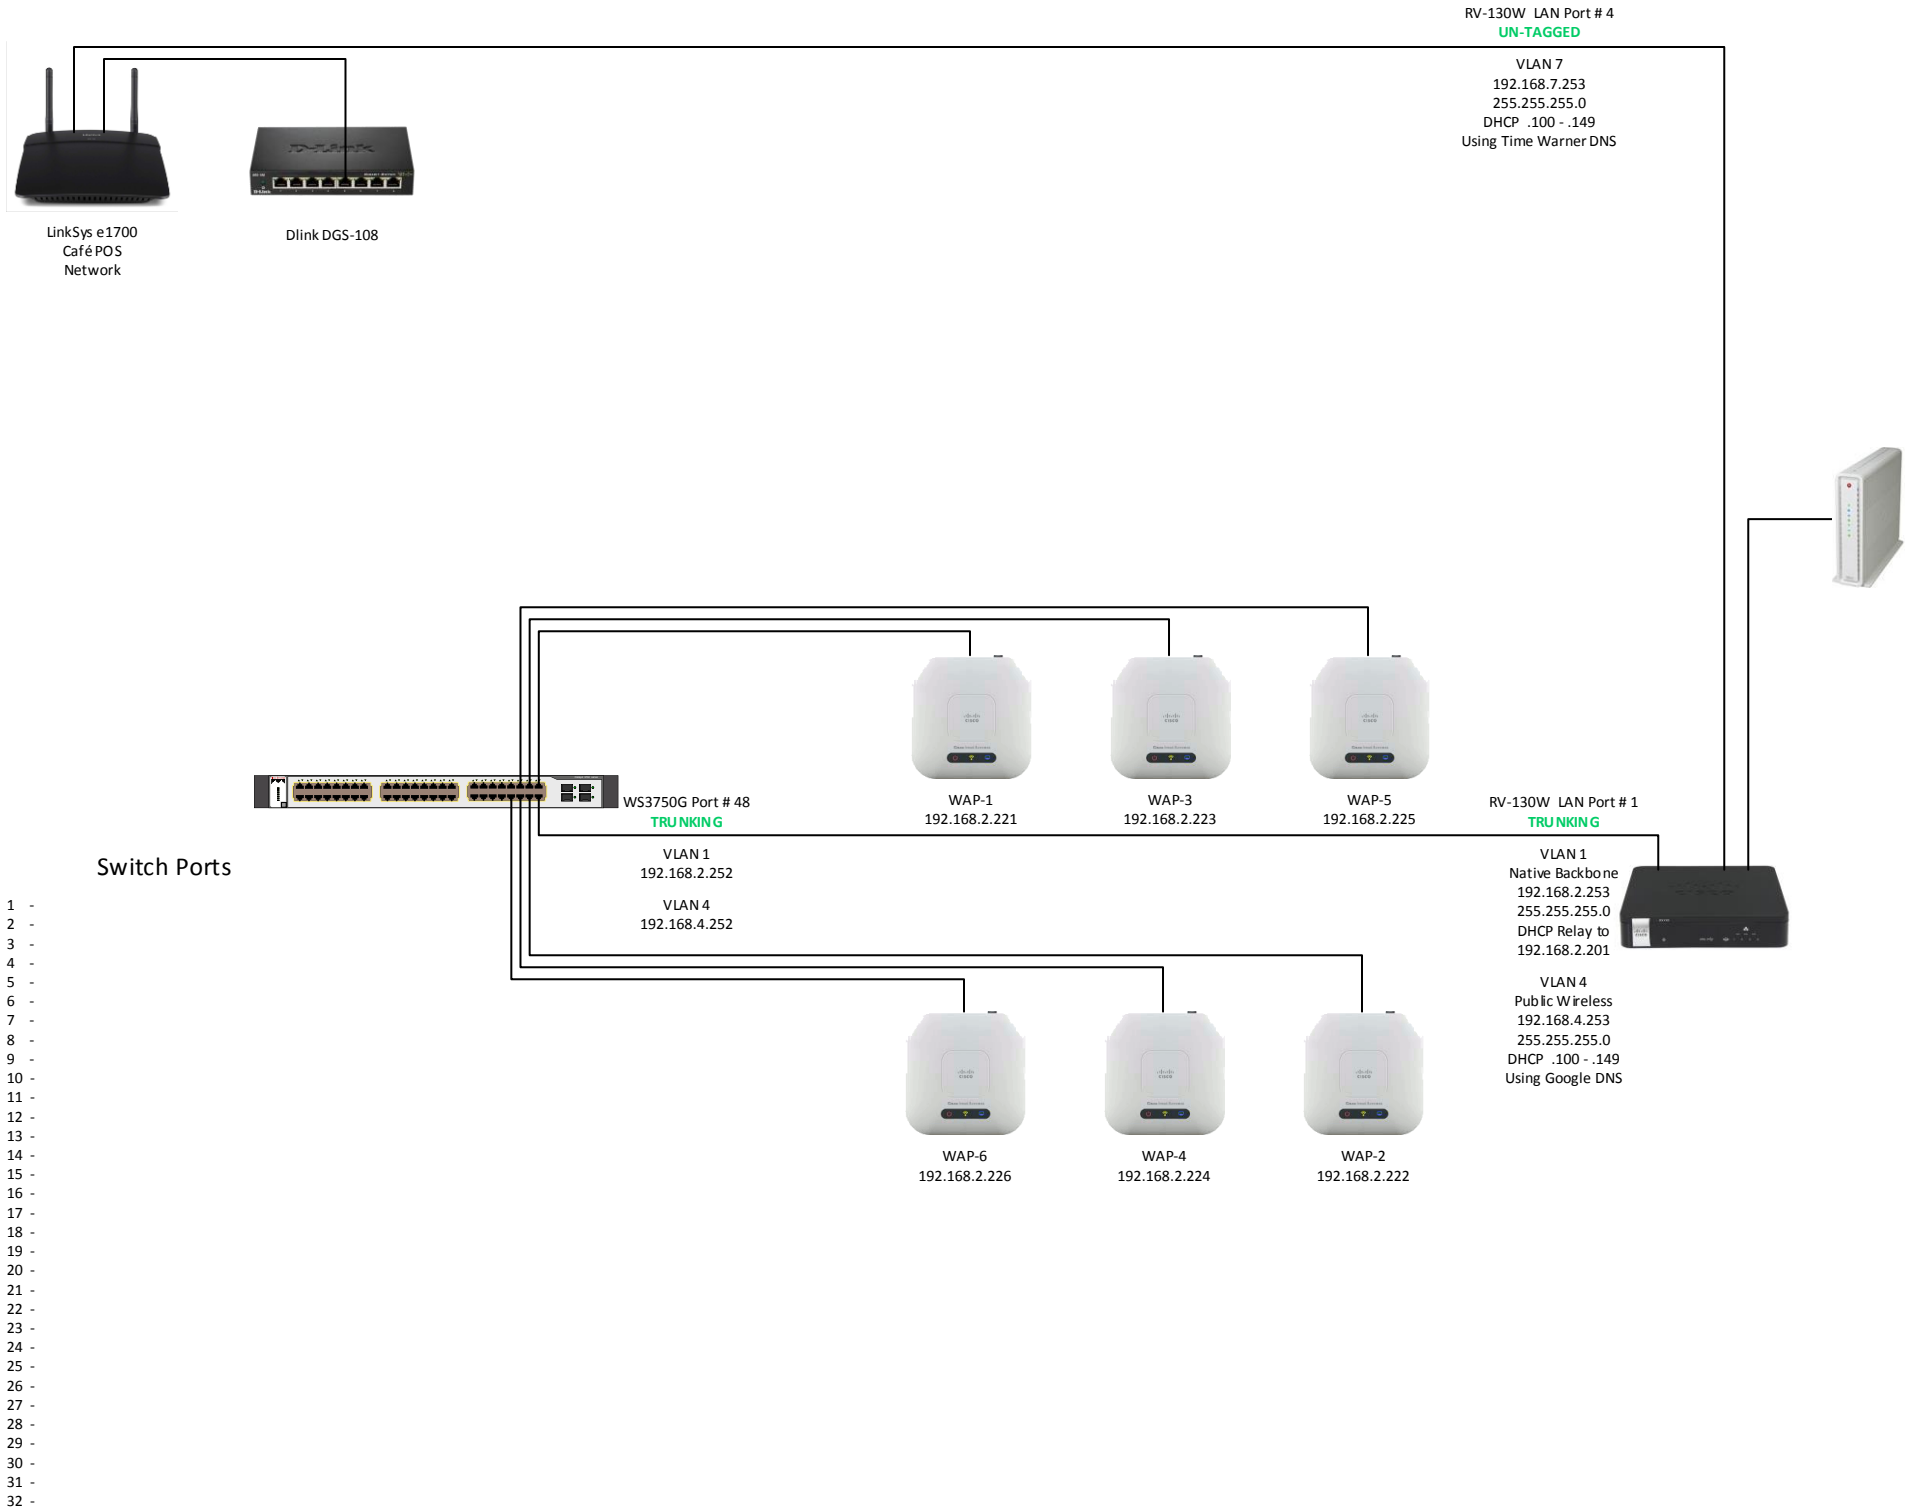 RV-130W LAN Port # 4
UN-TAGGED
VLAN 7
192.168.7.253
255.255.255.0
DHCP .100 - .149
Using Time Warner DNS
D-Link
LinkSys e1700
Café POS
Network
Dlink DGS-108
WAP-1
192.168.2.221
WAP-3
192.168.2.223
WAP-5
192.168.2.225
WS3750G Port # 48
TRUNKING
VLAN 1
192.168.2.252
VLAN 4
192.168.4.252
RV-130W LAN Port # 1
TRUNKING
VLAN 1
Native Backbone
192.168.2.253
255.255.255.0
DHCP Relay to
192.168.2.201
VLAN 4
Public Wireless
192.168.4.253
255.255.255.0
DHCP .100 - .149
Using Google DNS
WAP-6
192.168.2.226
WAP-4
192.168.2.224
WAP-2
192.168.2.222
Switch Ports
1 -
2 -
3 -
4 -
5 -
6 -
7 -
8 -
9 -
10 -
11 -
12 -
13 -
14 -
15 -
16 -
17 -
18 -
19 -
20 -
21 -
22 -
23 -
24 -
25 -
26 -
27 -
28 -
29 -
30 -
31 -
32 -